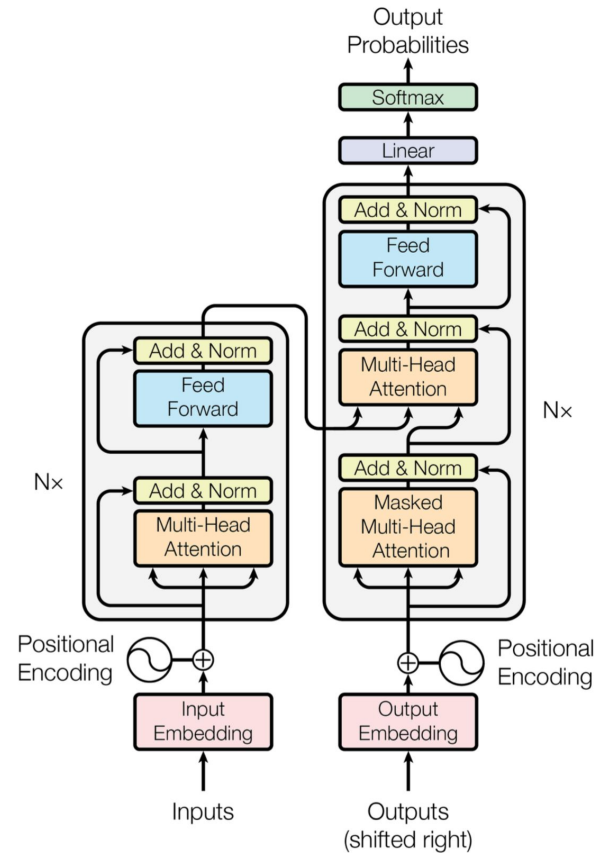 Output
Probabilities
Softmax
Linear
Add & Norm
Feed
Forward
Add & Norm
Multi-Head
Attention
Add & Norm
Masked
Multi-Head
Attention
Nx
Add & Norm
Feed
Forward
Add & Norm
Multi-Head
Attention
N×
Positional
Encoding
Positional
Encoding
Input
Embedding
Output
Embedding
Inputs
Outputs
(shifted right)